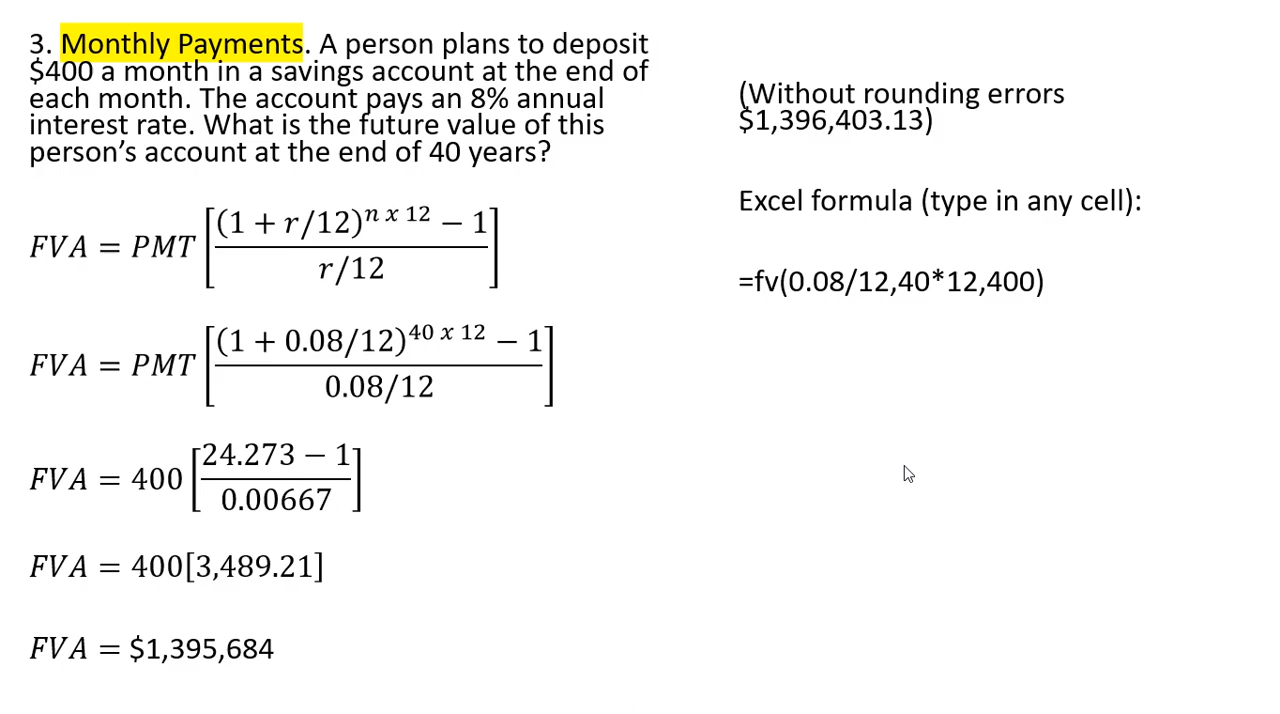 3. Monthly Payments. A person plans to deposit
$400 a month in a savings account at the end of
each month. The account pays an 8% annual
interest rate. What is the future value of this
person’s account at the end of 40 years?
FVA = PMT [((1 + r/12)^(n x 12) − 1) / (r/12)]
FVA = PMT [((1 + 0.08/12)^(40 x 12) − 1) / (0.08/12)]
FVA = 400 [(24.273 − 1) / 0.00667]
FVA = 400[3,489.21]
FVA = $1,395,684
(Without rounding errors
$1,396,403.13)
Excel formula (type in any cell):
=fv(0.08/12,40*12,400)